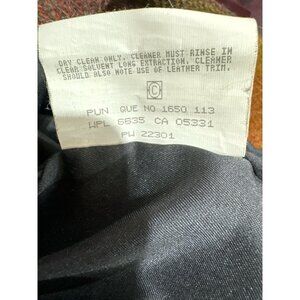 DRY CLEAN ONLY. CLEANER MUST RINSE IN
CLEAR SOLVENT LONG EXTRACTION. CLEANER
SHOULD ALSO NOTE USE OF LEATHER TRIM.
C
PUN QUE NO 1650 113
WPL 6635 CA 05331
PW 22301